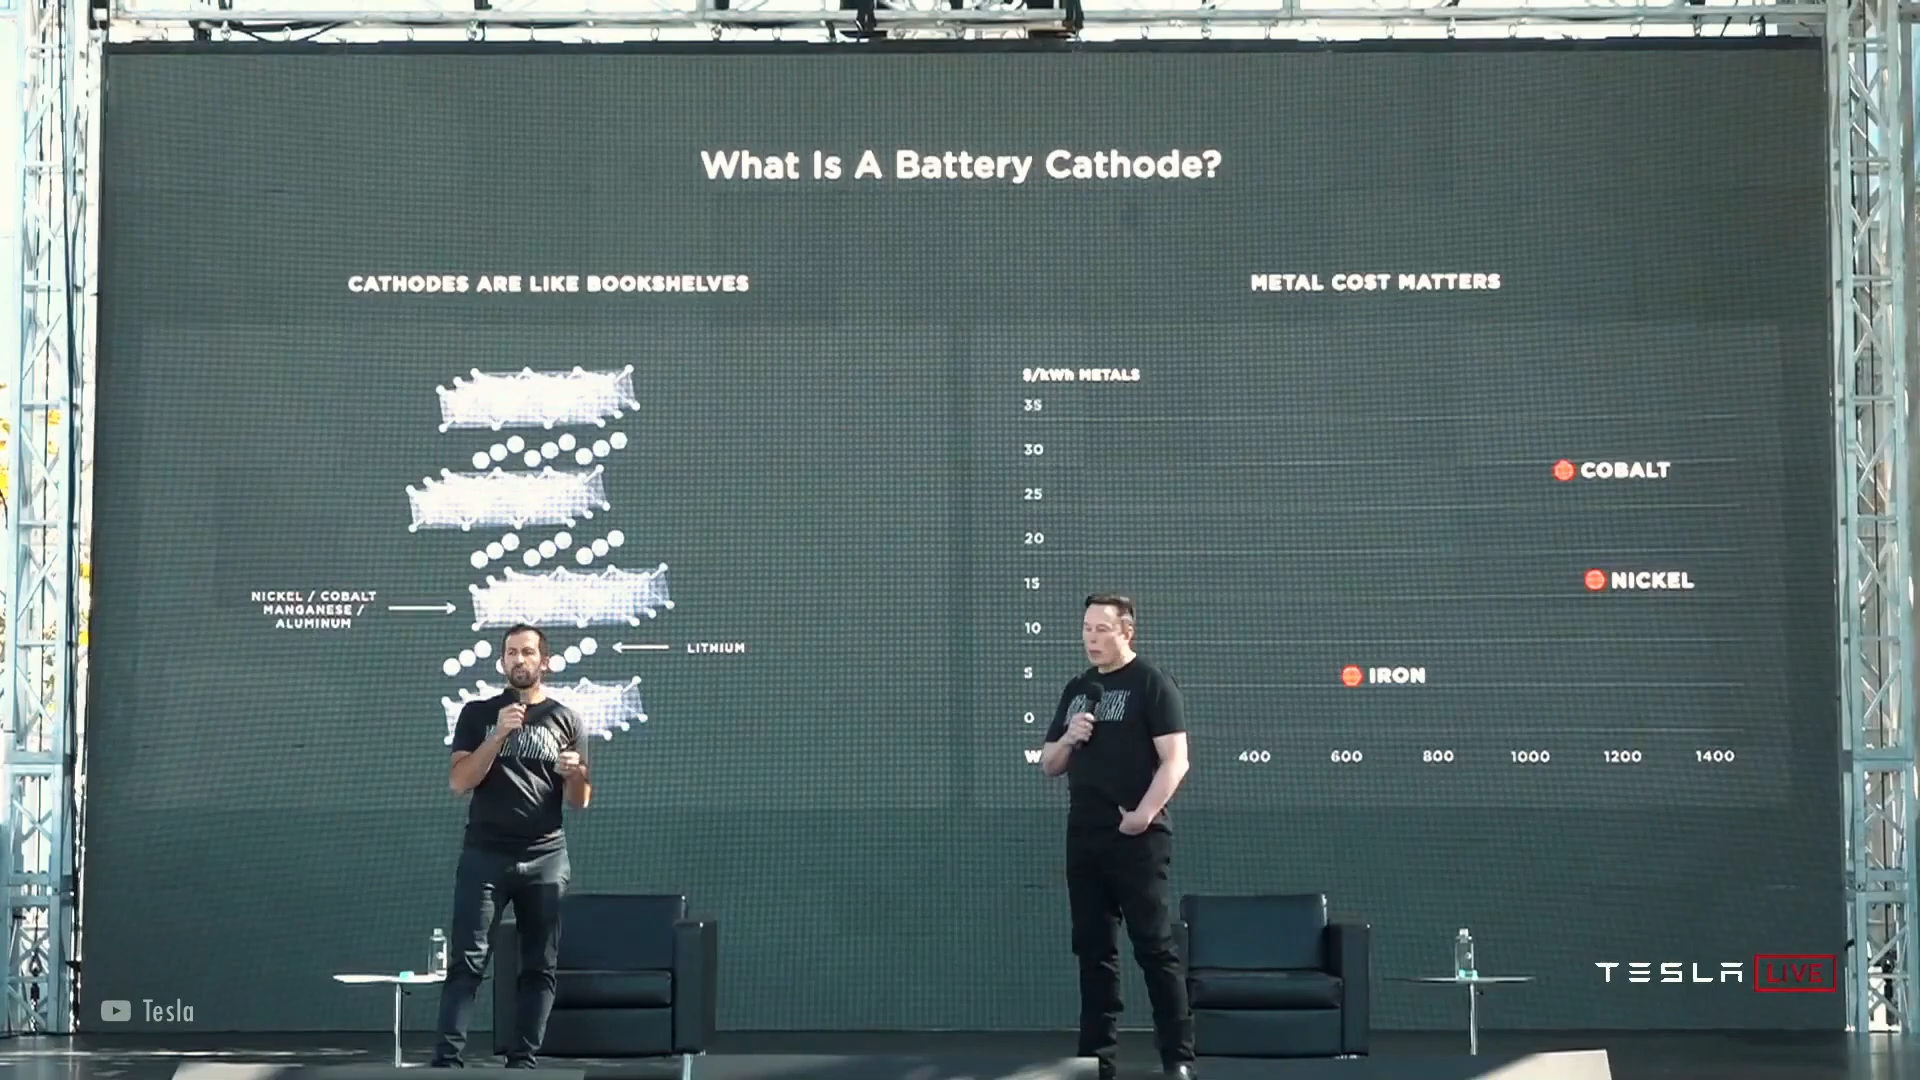 What Is A Battery Cathode?
CATHODES ARE LIKE BOOKSHELVES
NICKEL / COBALT
MANGANESE /
ALUMINUM
LITHIUM
METAL COST MATTERS
$/kWh METALS
35
30
25
20
15
10
5
0
400 600 800 1000 1200 1400
COBALT
NICKEL
IRON
TESLA LIVE
Tesla